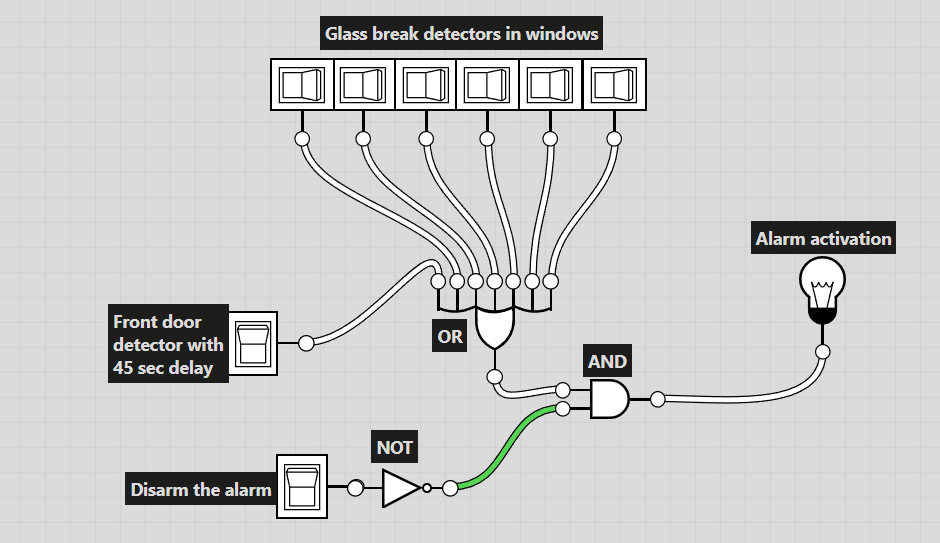 Glass break detectors in windows
Alarm activation
Front door
detector with
45 sec delay
OR
AND
NOT
Disarm the alarm